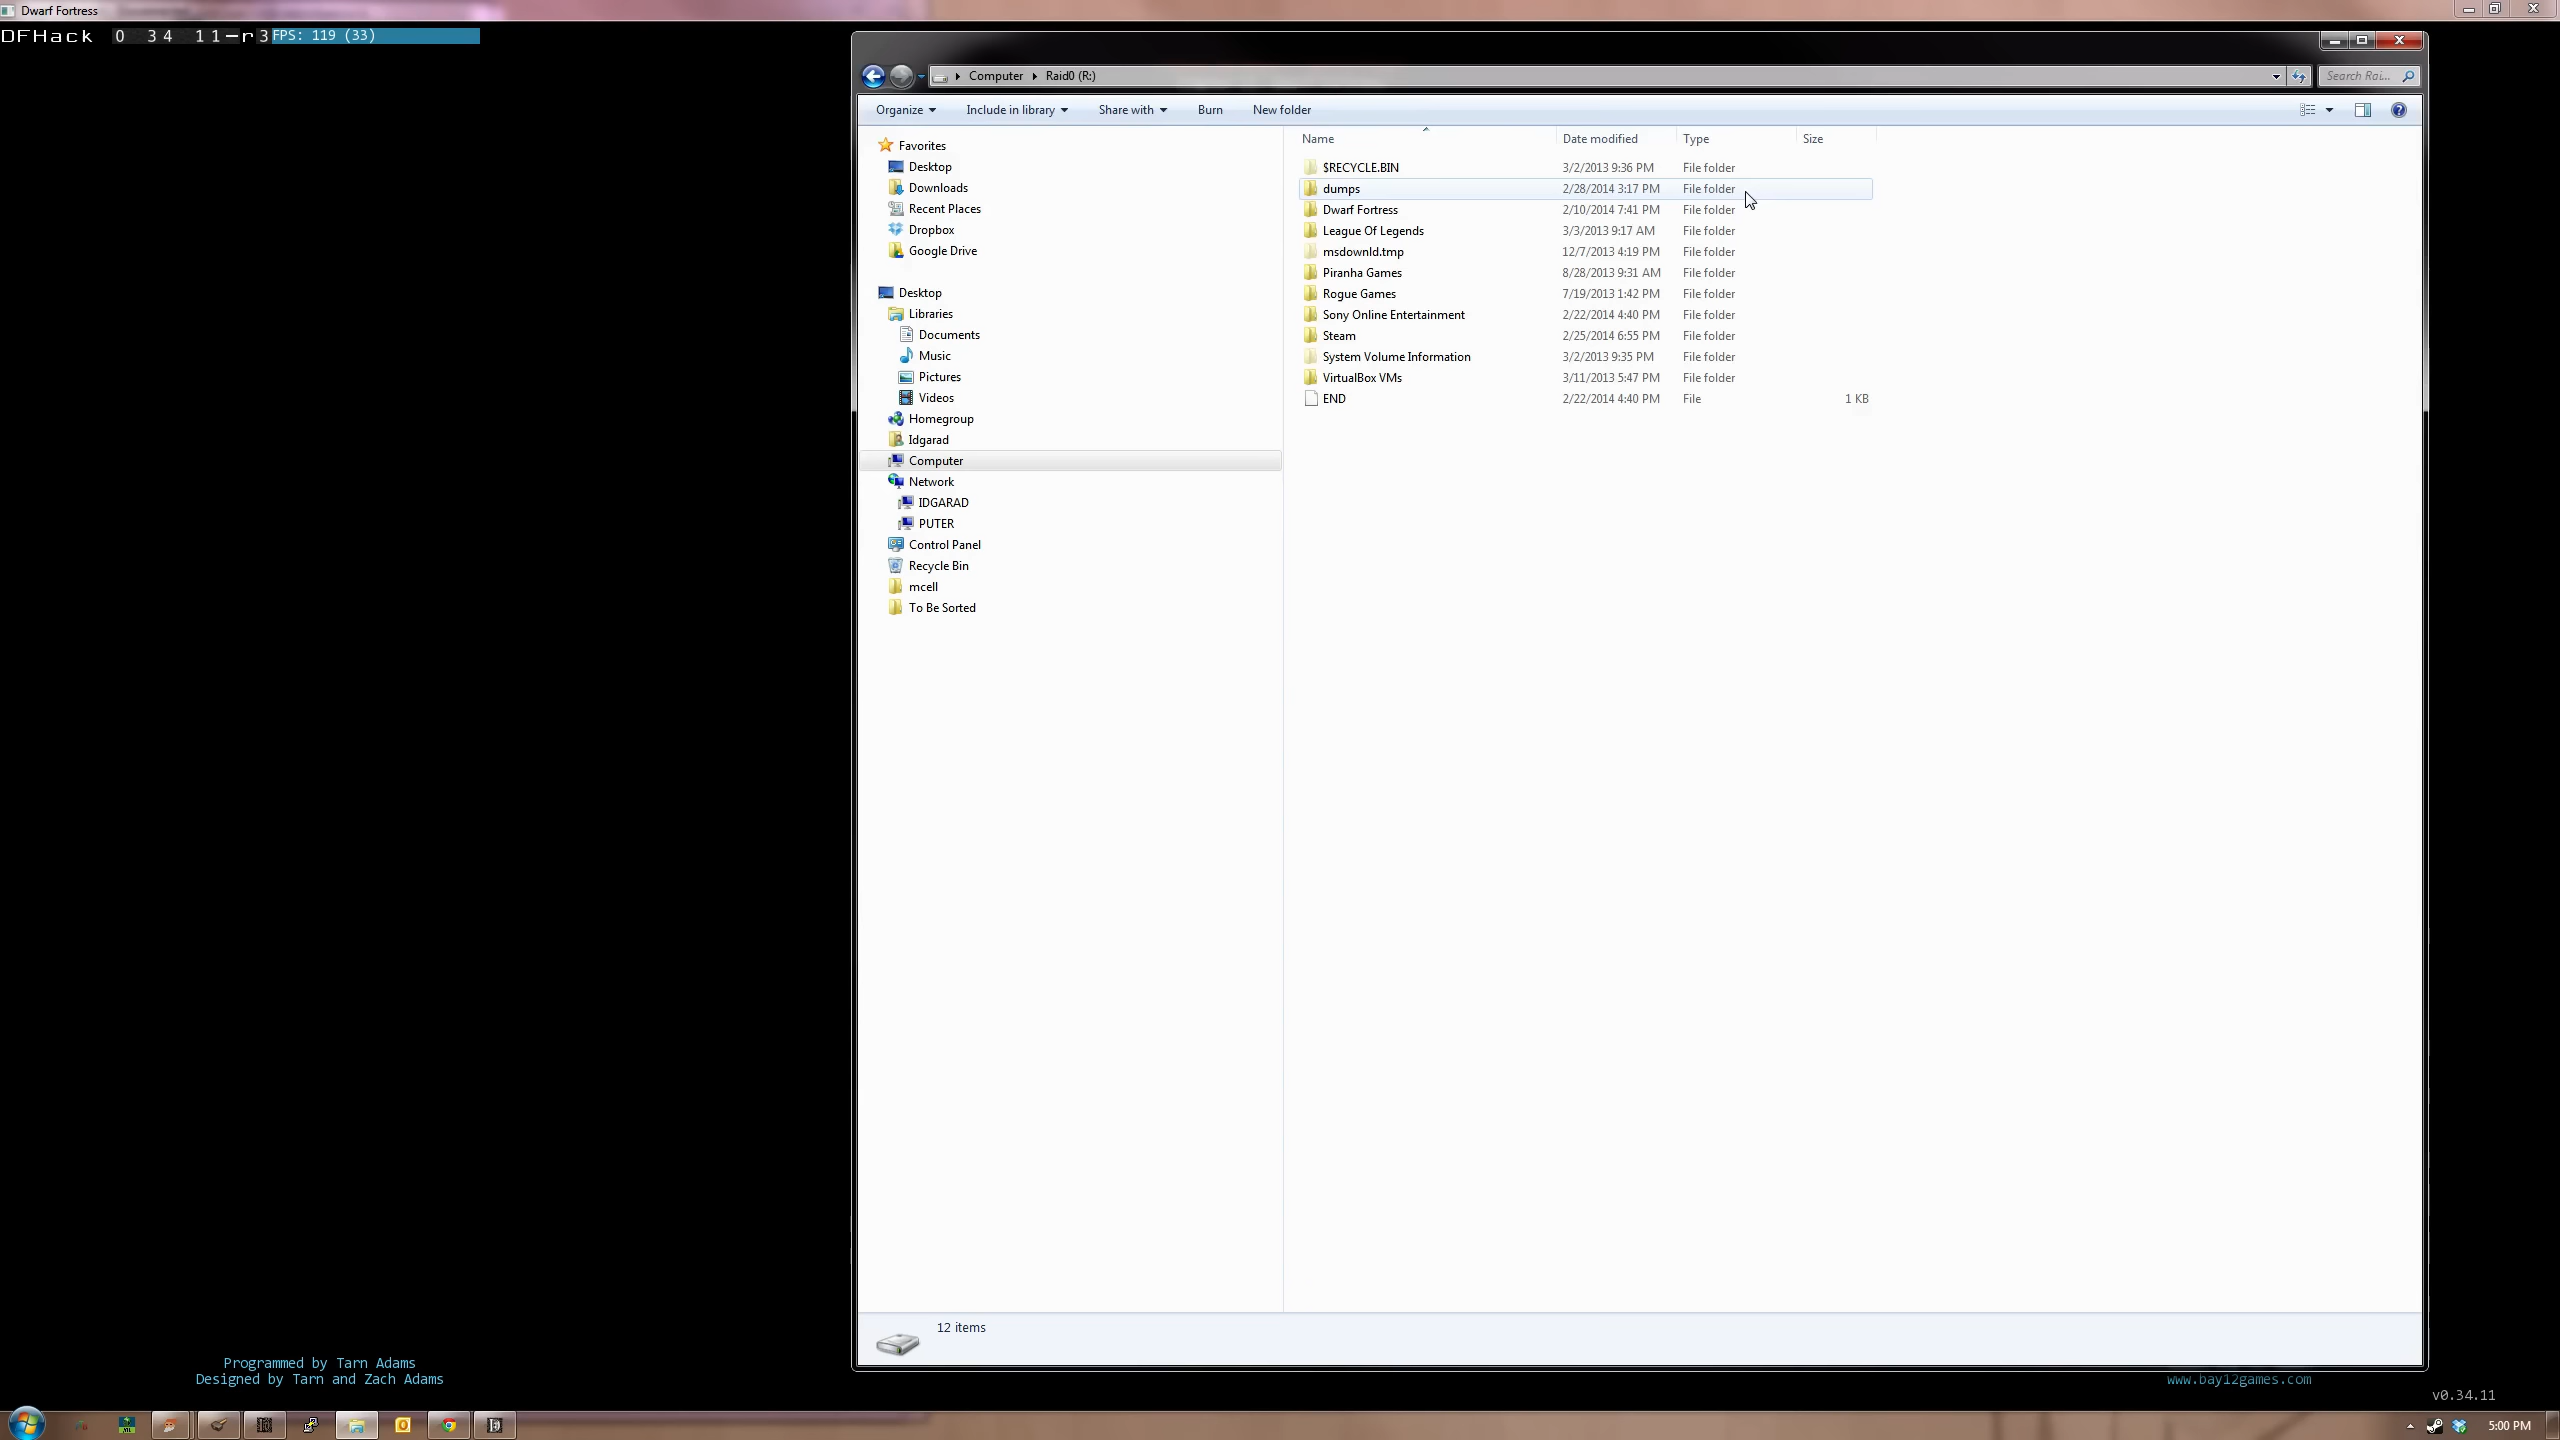 Dwarf Fortress
DFHack 0 34 11-r3 FPS: 119 (33)
Computer Raid0 (R:)
Search Rai...
Organize Include in library Share with Burn New folder
Favorites
Desktop
Downloads
Recent Places
Dropbox
Google Drive
Desktop
Libraries
Documents
Music
Pictures
Videos
Homegroup
Idgarad
Computer
Network
IDGARAD
PUTER
Control Panel
Recycle Bin
mcell
To Be Sorted
Name Date modified Type Size
$RECYCLE.BIN 3/2/2013 9:36 PM File folder
dumps 2/28/2014 3:17 PM File folder
Dwarf Fortress 2/10/2014 7:41 PM File folder
League Of Legends 3/3/2013 9:17 AM File folder
msdownld.tmp 12/7/2013 4:19 PM File folder
Piranha Games 8/28/2013 9:31 AM File folder
Rogue Games 7/19/2013 1:42 PM File folder
Sony Online Entertainment 2/22/2014 4:40 PM File folder
Steam 2/25/2014 6:55 PM File folder
System Volume Information 3/2/2013 9:35 PM File folder
VirtualBox VMs 3/11/2013 5:47 PM File folder
END 2/22/2014 4:40 PM File 1 KB
12 items
Programmed by Tarn Adams
Designed by Tarn and Zach Adams
www.bay12games.com
v0.34.11
5:00 PM